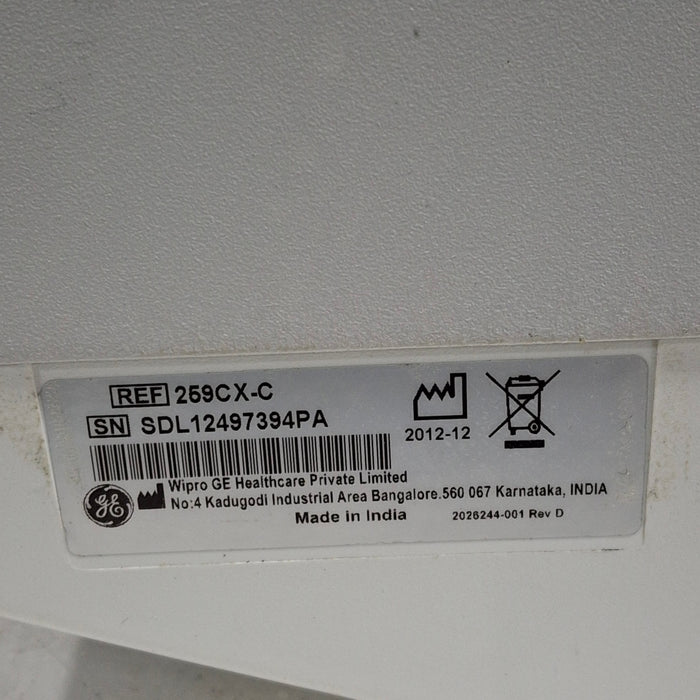 REF 259CX-C
SN SDL12497394PA
2012-12
GE
Wipro GE Healthcare Private Limited
No:4 Kadugodi Industrial Area Bangalore.560 067 Karnataka, INDIA
Made in India
2026244-001 Rev D